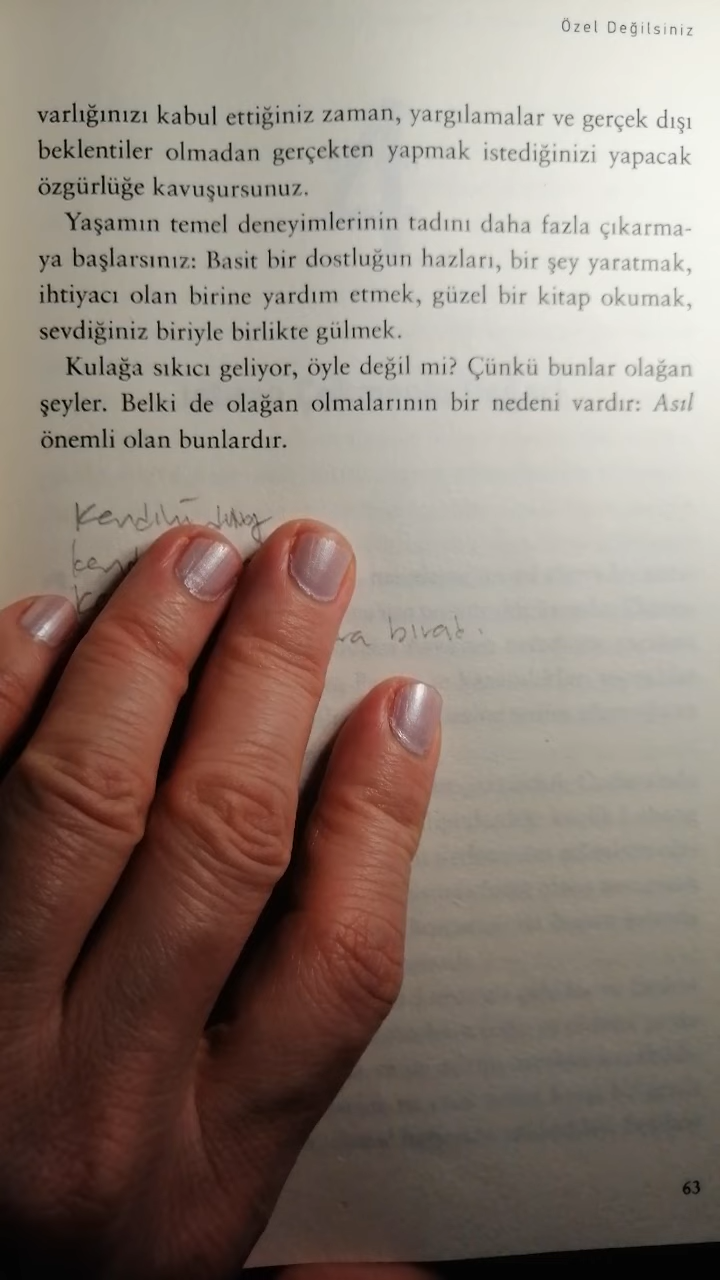 Özel Değilsiniz
varlığınızı kabul ettiğiniz zaman, yargılamalar ve gerçek dışı
beklentiler olmadan gerçekten yapmak istediğinizi yapacak
özgürlüğe kavuşursunuz.
Yaşamın temel deneyimlerinin tadını daha fazla çıkarma-
ya başlarsınız: Basit bir dostluğun hazları, bir şey yaratmak,
ihtiyacı olan birine yardım etmek, güzel bir kitap okumak,
sevdiğiniz biriyle birlikte gülmek.
Kulağa sıkıcı geliyor, öyle değil mi? Çünkü bunlar olağan
şeyler. Belki de olağan olmalarının bir nedeni vardır: Asıl
önemli olan bunlardır.
63